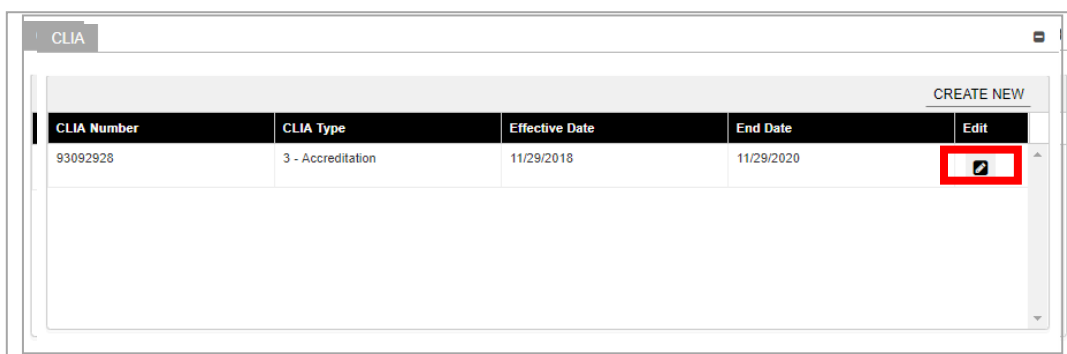 CLIA
CREATE NEW
CLIA Number CLIA Type Effective Date End Date Edit
93092928 3 - Accreditation 11/29/2018 11/29/2020